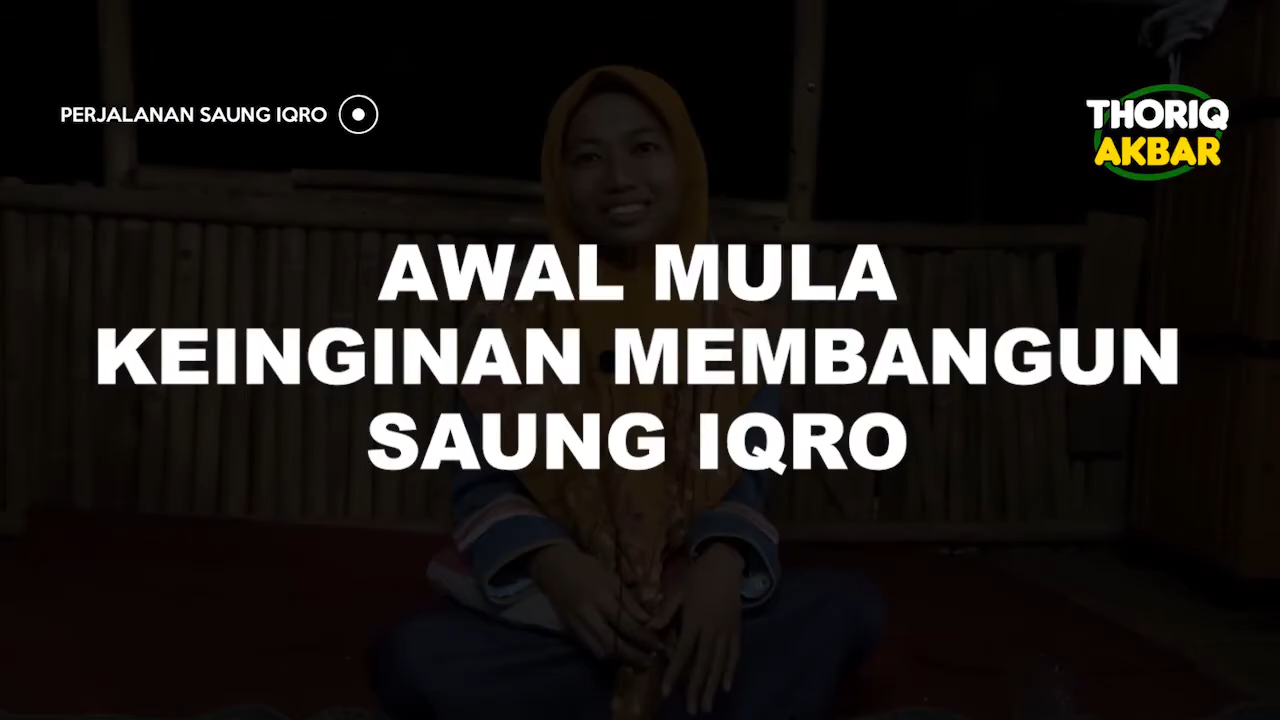 PERJALANAN SAUNG IQRO
THORIQ
AKBAR
AWAL MULA
KEINGINAN MEMBANGUN
SAUNG IQRO